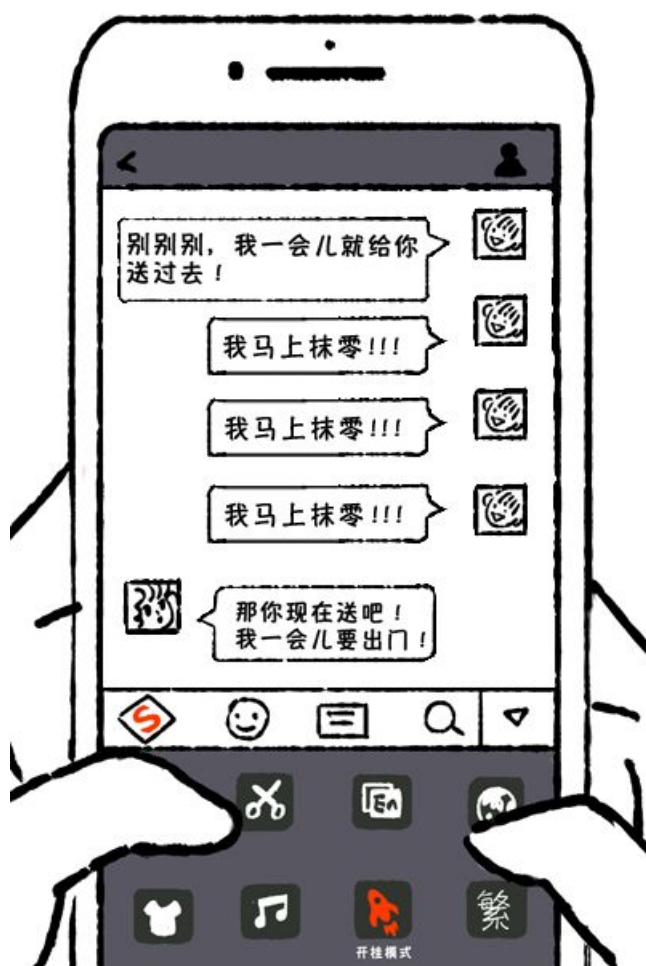 别别别，我一会儿就给你
送过去！
我马上抹零!!!
我马上抹零!!!
我马上抹零!!!
那你现在送吧！
我一会儿要出门！
S
En
开挂模式
繁